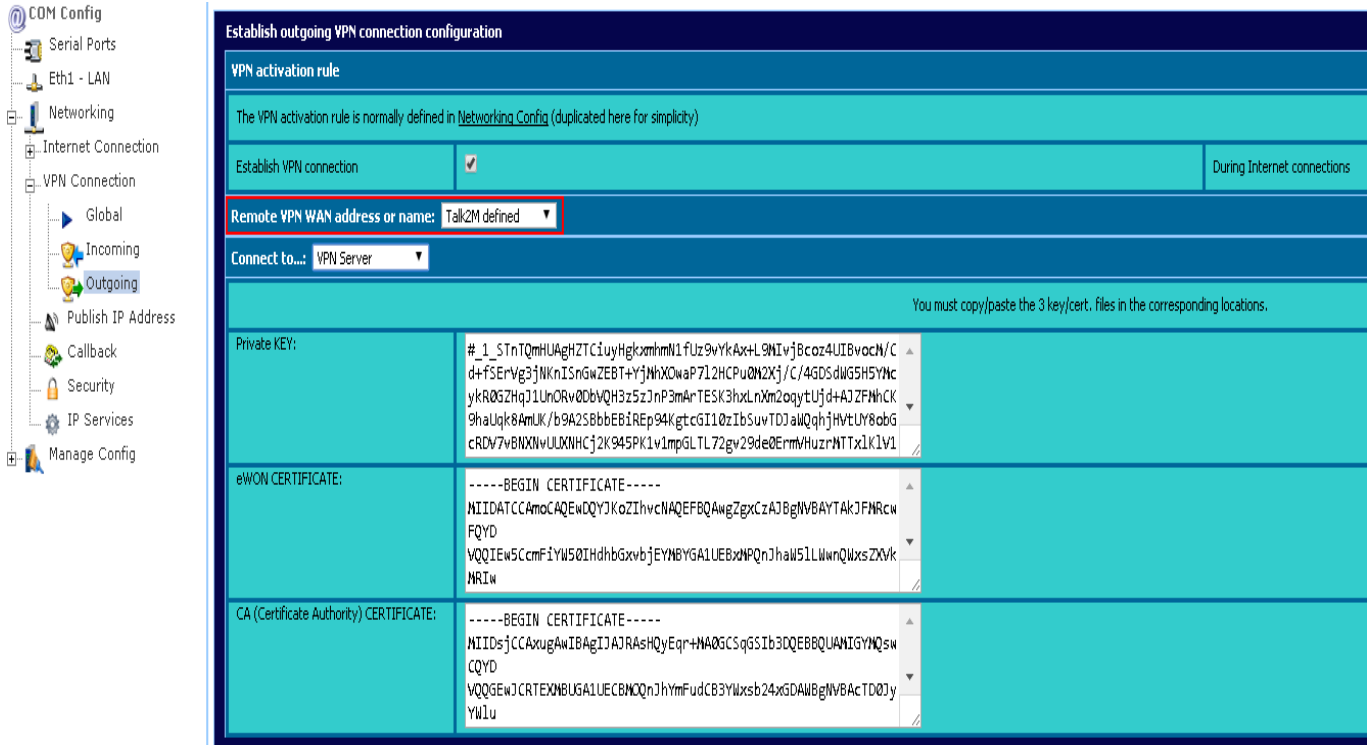 COM Config
Serial Ports
Eth1 - LAN
Networking
Internet Connection
VPN Connection
Global
Incoming
Outgoing
Publish IP Address
Callback
Security
IP Services
Manage Config
Establish outgoing VPN connection configuration
VPN activation rule
The VPN activation rule is normally defined in Networking Config (duplicated here for simplicity)
Establish VPN connection
During Internet connections
Remote VPN WAN address or name: Talk2M defined
Connect to...: VPN Server
You must copy/paste the 3 key/cert. files in the corresponding locations.
Private KEY:
#_1_STnTQmHUAgHZTCiuyHgkxmhmN1fUz9vYkAx+L9MIvjBcoz4UIBvocM/C
d+fSErVg3jNKnISnGwZEBT+YjMhXOwaP7l2HCPu0M2Xj/C/4GDSdWG5H5YMc
ykR0GZHqJ1UnORv0DbVQH3z5zJnP3mArTESK3hxLnXm2oqytUjd+AJZFMhCK
9haUqk8AmUK/b9A2SBbbEBiREp94KgtcGI10zIbSuvTDJaWQqhjHVtUY8obG
cRDV7vBNXNvUUXNHCj2K945PK1v1mpGLTL72gv29de0ErmVHuzrMTTxlKlV1
eWON CERTIFICATE:
-----BEGIN CERTIFICATE-----
MIIDATCCAmoCAQEwDQYJKoZIhvcNAQEFBQAwgZgxCzAJBgNVBAYTAkJFMRcw
FQYD
VQQIEw5CcmFiYW50IHdhbGxvbjEYMBYGA1UEBxMPQnJhaW5lLWwnQWxsZXVk
MRIw
CA (Certificate Authority) CERTIFICATE:
-----BEGIN CERTIFICATE-----
MIIDsjCCAxugAwIBAgIJAJRAsHQyEqr+MA0GCSqGSIb3DQEBBQUAMIGYMQsw
CQYD
VQQGEwJCRTEXMBUGA1UECBMOQnJhYmFudCB3YWxsb24xGDAWBgNVBAcTD0Jy
YWlu